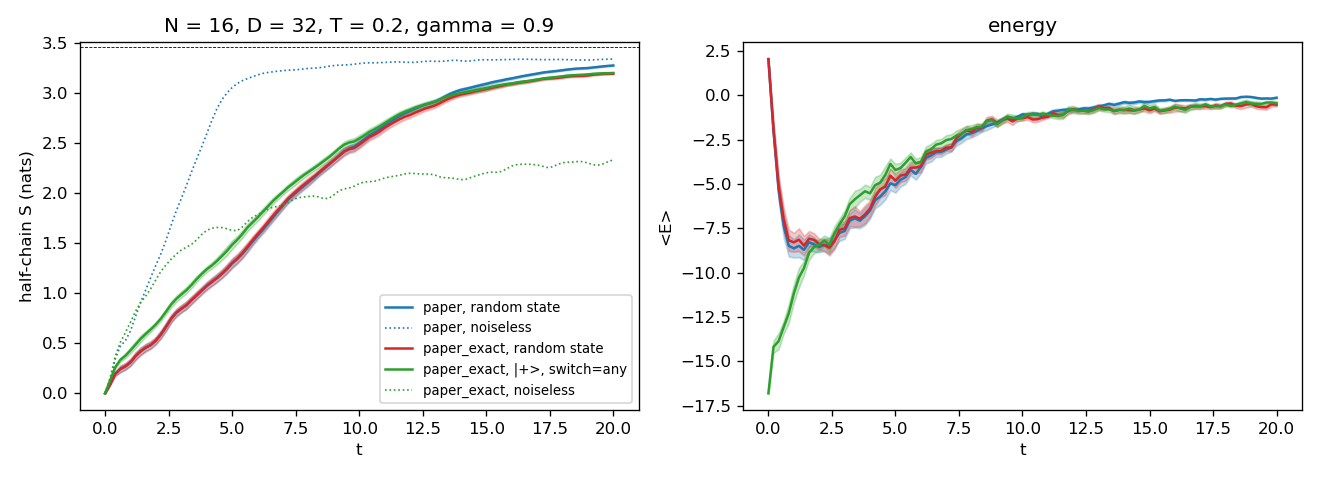 N = 16, D = 32, T = 0.2, gamma = 0.9
half-chain S (nats)
3.5
3.0
2.5
2.0
1.5
1.0
0.5
0.0
paper, random state
paper, noiseless
paper_exact, random state
paper_exact, |+>, switch=any
paper_exact, noiseless
0.0 2.5 5.0 7.5 10.0 12.5 15.0 17.5 20.0
t
energy
<E>
2.5
0.0
−2.5
−5.0
−7.5
−10.0
−12.5
−15.0
−17.5
0.0 2.5 5.0 7.5 10.0 12.5 15.0 17.5 20.0
t